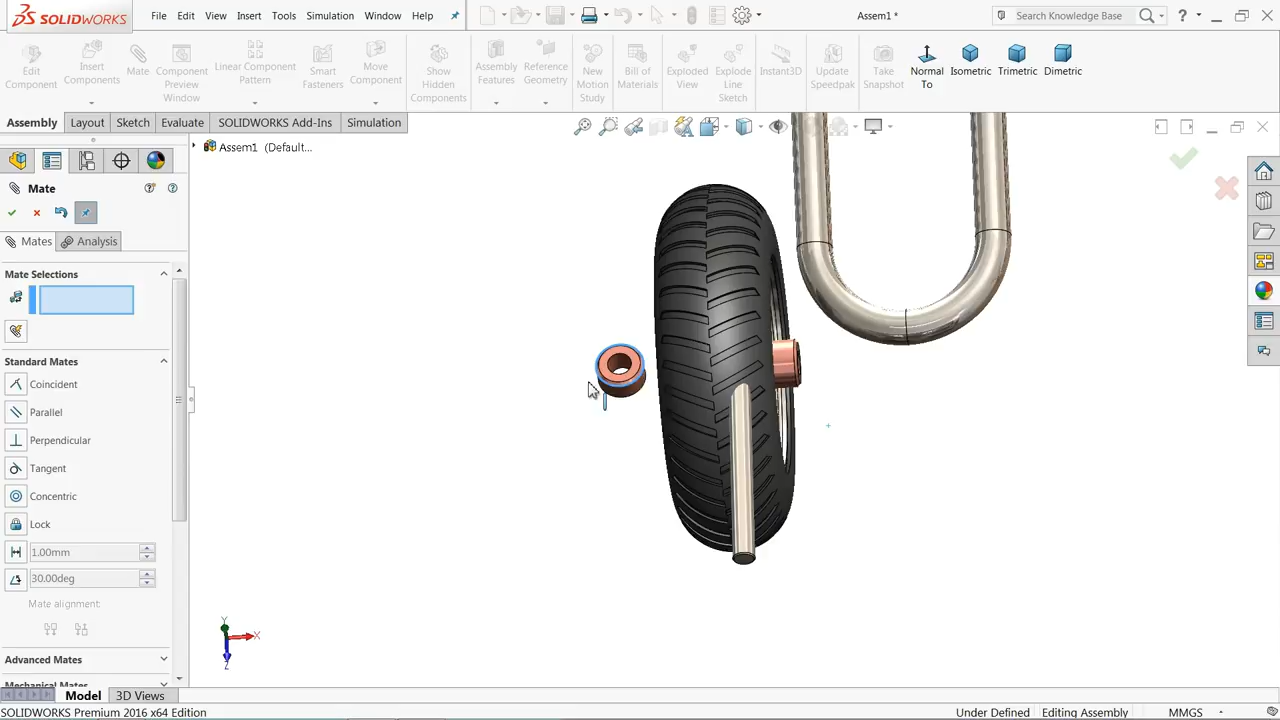 SOLIDWORKS File Edit View Insert Tools Simulation Window Help Assem1 * Search Knowledge Base ?
Edit Component
Insert Components
Mate
Component Preview Window
Linear Component Pattern
Smart Fasteners
Move Component
Show Hidden Components
Assembly Features
Reference Geometry
New Motion Study
Bill of Materials
Exploded View
Explode Line Sketch
Instant3D
Update Speedpak
Take Snapshot
Normal To
Isometric
Trimetric
Dimetric
Assembly Layout Sketch Evaluate SOLIDWORKS Add-Ins Simulation
Assem1 (Default...
Mate
Mates Analysis
Mate Selections
Standard Mates
Coincident
Parallel
Perpendicular
Tangent
Concentric
Lock
1.00mm
30.00deg
Mate alignment:
Advanced Mates
Mechanical Mates
Y
X
Z
Model 3D Views
SOLIDWORKS Premium 2016 x64 Edition Under Defined Editing Assembly MMGS